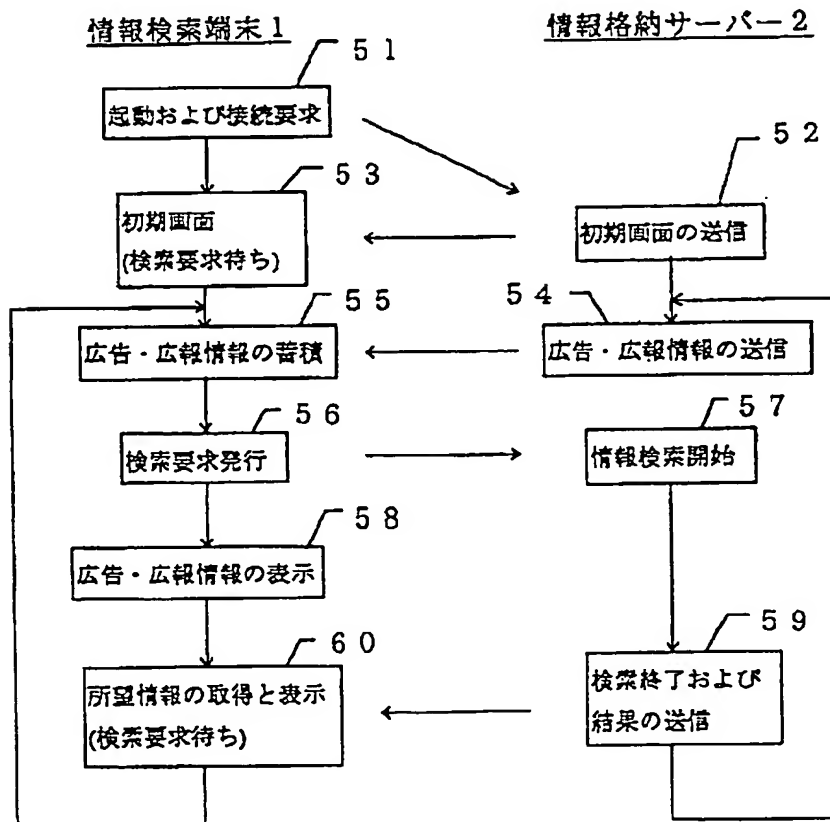 情報検索端末1
情報格納サーバー2
51
起動および接続要求
52
53
初期画面
(検索要求待ち)
初期画面の送信
55
54
広告・広報情報の蓄積
広告・広報情報の送信
56
57
検索要求発行
情報検索開始
58
広告・広報情報の表示
60
59
所望情報の取得と表示
(検索要求待ち)
検索終了および
結果の送信